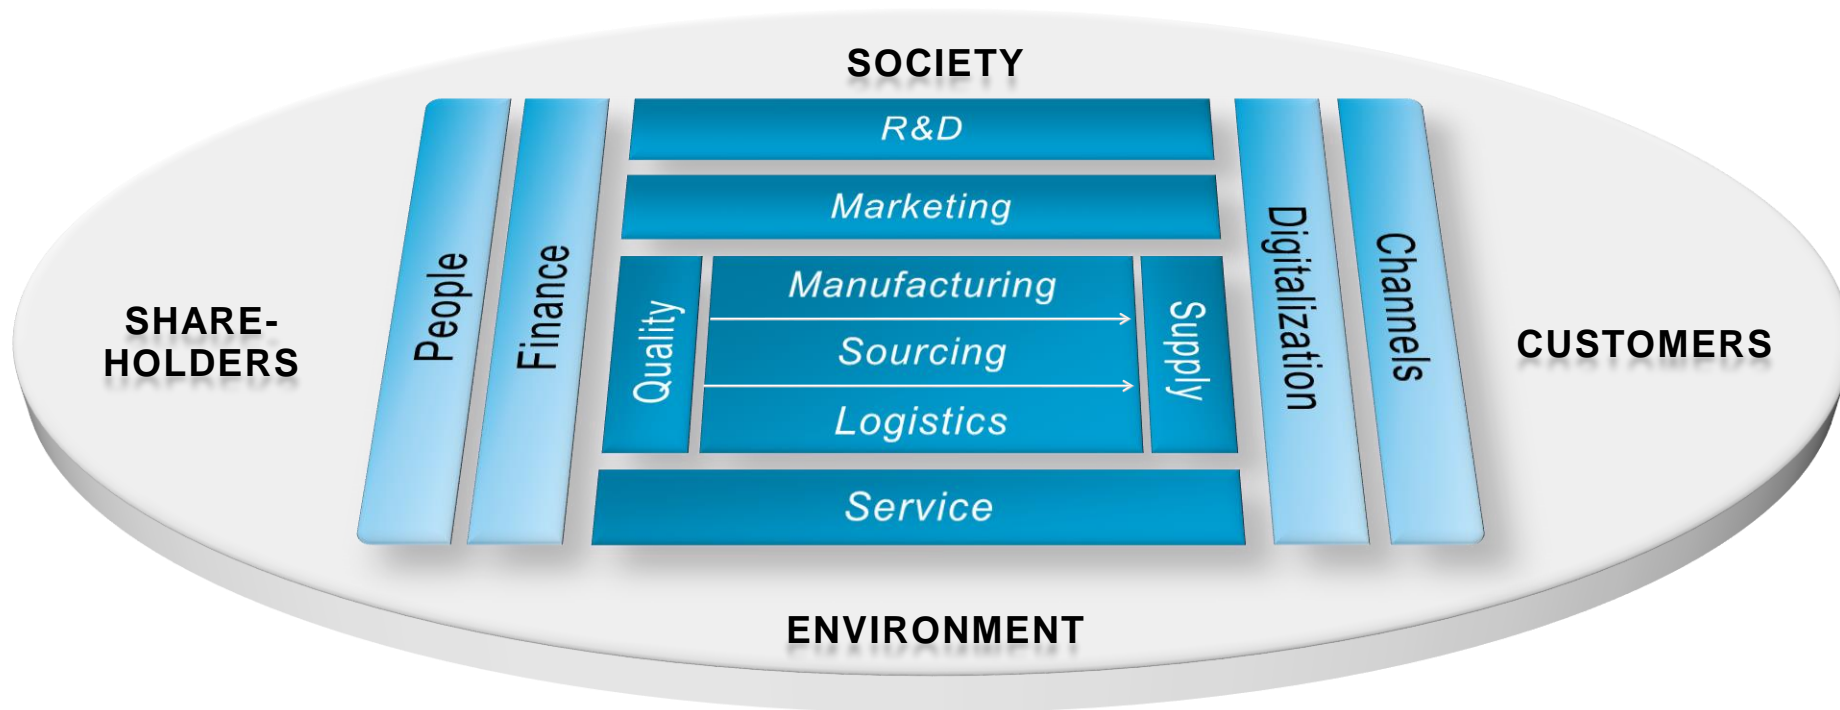 SOCIETY
R&D
Marketing
Manufacturing
Sourcing
Logistics
Service
Quality
Supply
People
Finance
Digitalization
Channels
SHARE-
HOLDERS
CUSTOMERS
ENVIRONMENT